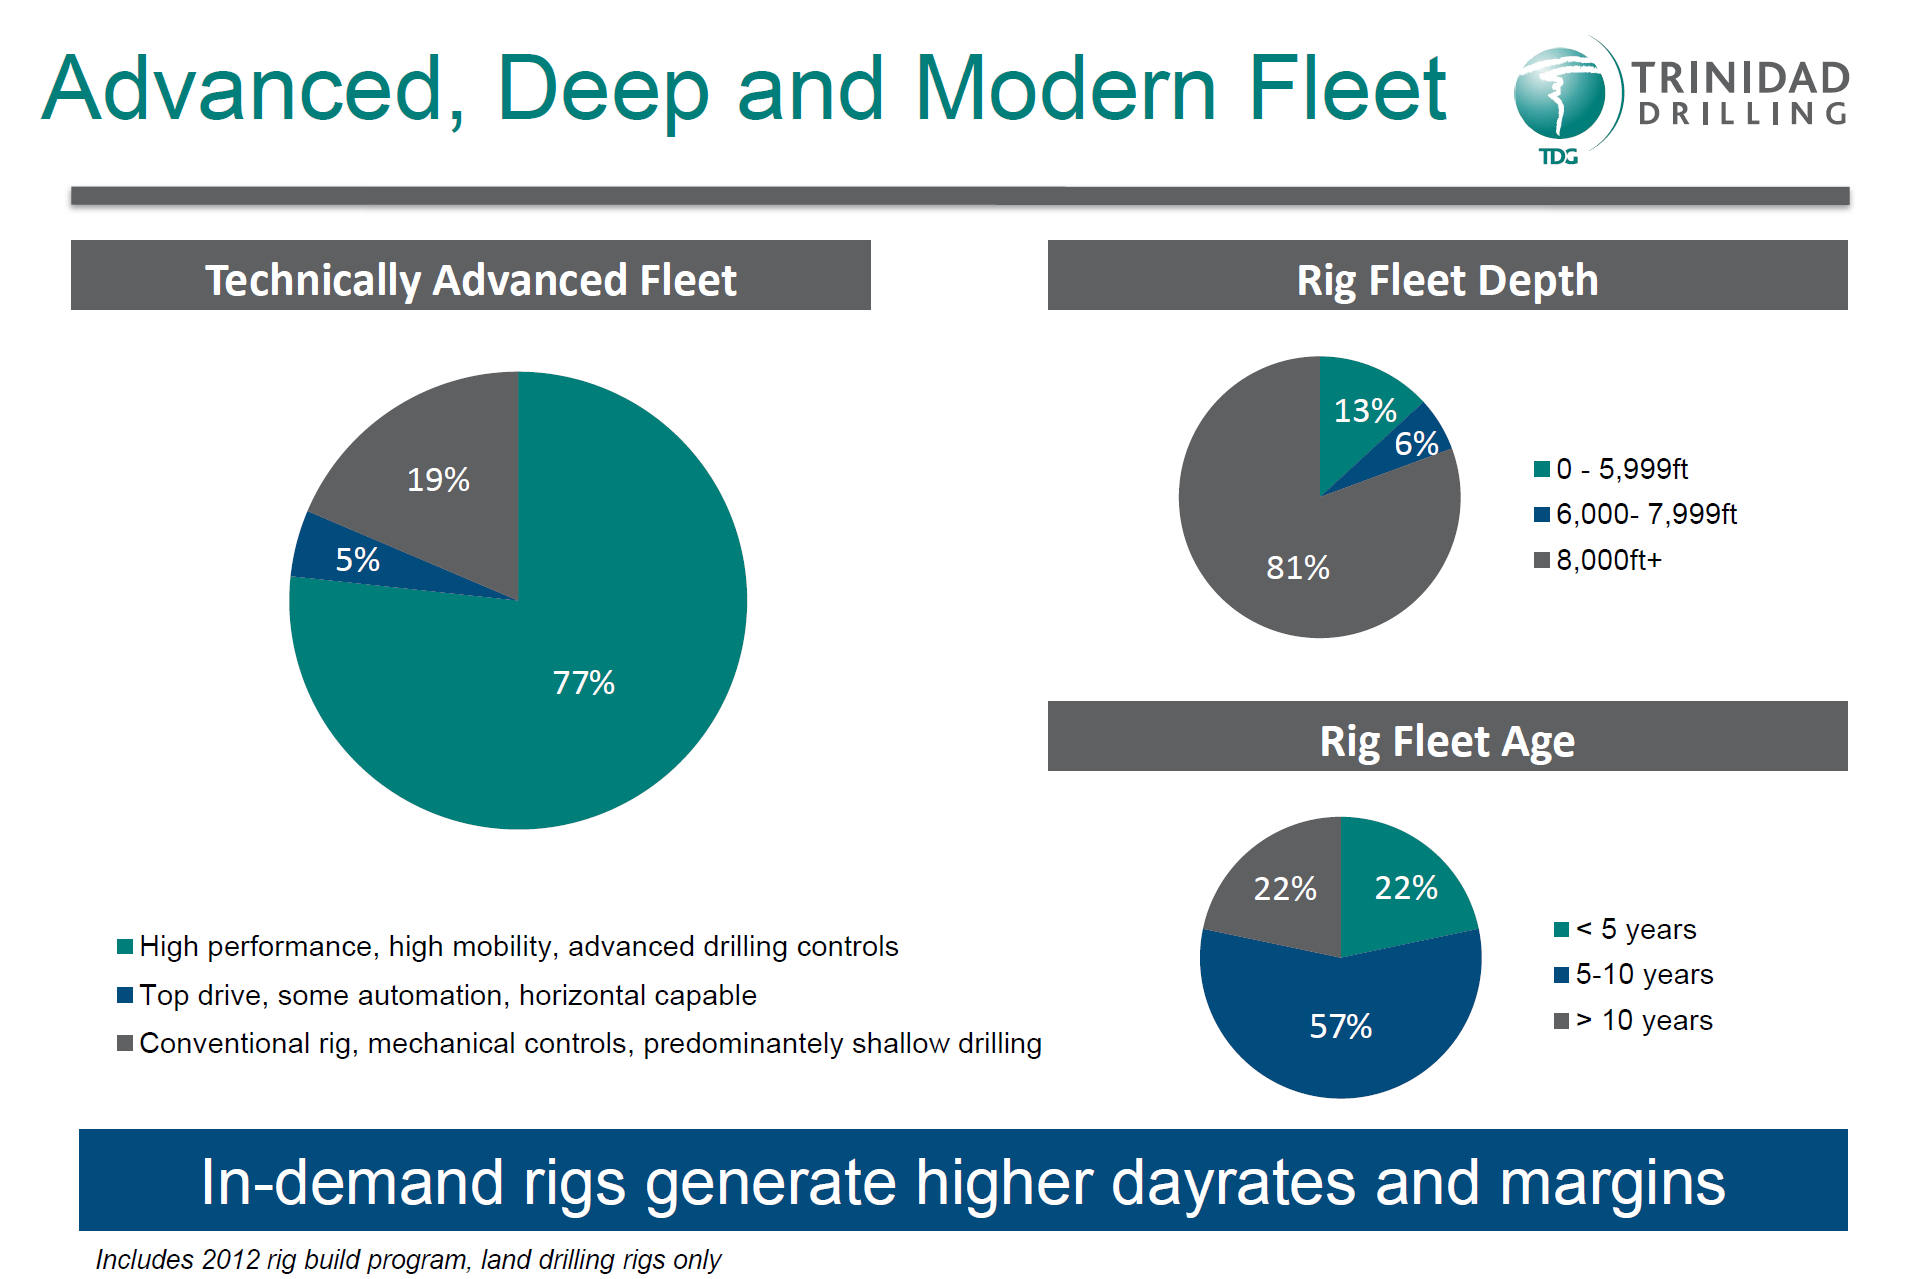 Advanced, Deep and Modern Fleet
TRINIDAD
DRILLING
TDG
Technically Advanced Fleet
19%
5%
77%
High performance, high mobility, advanced drilling controls
Top drive, some automation, horizontal capable
Conventional rig, mechanical controls, predominantely shallow drilling
Rig Fleet Depth
13%
6%
81%
0 - 5,999ft
6,000- 7,999ft
8,000ft+
Rig Fleet Age
22%
22%
57%
< 5 years
5-10 years
> 10 years
In-demand rigs generate higher dayrates and margins
Includes 2012 rig build program, land drilling rigs only